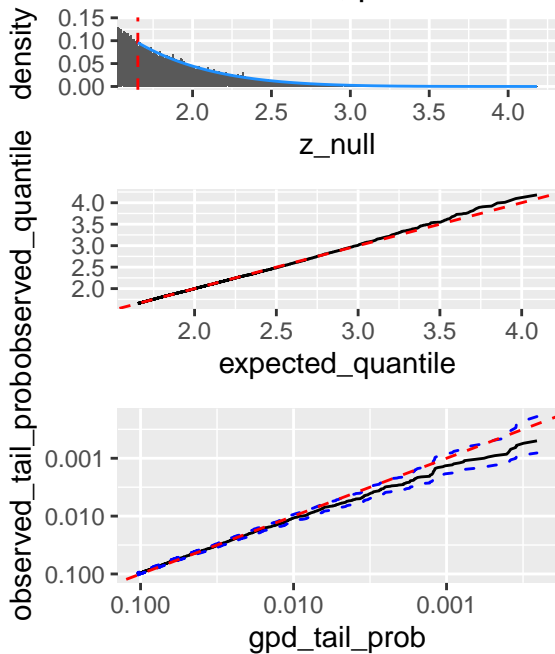 0.15
0.10
0.05
0.00
density
2.0 2.5 3.0 3.5 4.0
z_null
4.0
3.5
3.0
2.5
2.0
observed_quantile
2.0 2.5 3.0 3.5 4.0
expected_quantile
0.001
0.010
0.100
observed_tail_prob
0.100 0.010 0.001
gpd_tail_prob